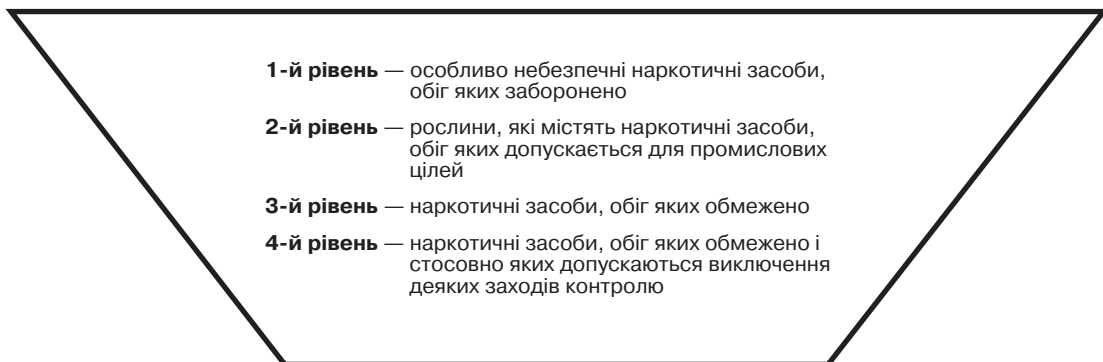 1-й рівень — особливо небезпечні наркотичні засоби,
обіг яких заборонено
2-й рівень — рослини, які містять наркотичні засоби,
обіг яких допускається для промислових
цілей
3-й рівень — наркотичні засоби, обіг яких обмежено
4-й рівень — наркотичні засоби, обіг яких обмежено і
стосовно яких допускаються виключення
деяких заходів контролю